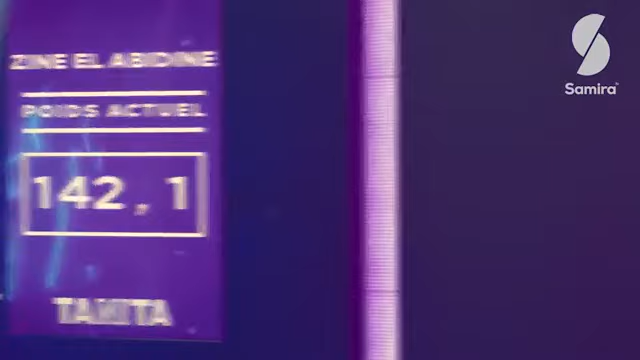 ZINE EL ABIDINE
POIDS ACTUEL
142,1
TANITA
Samira